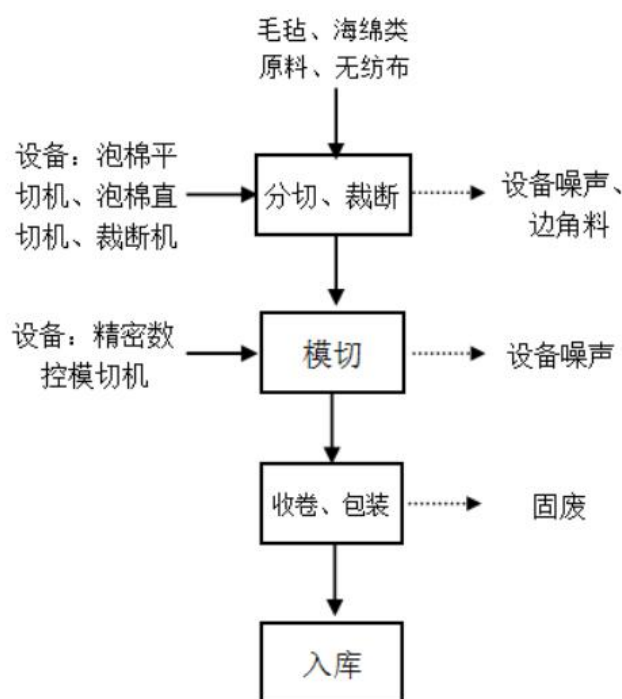 毛毡、海绵类
原料、无纺布
设备：泡棉平
切机、泡棉直
切机、裁断机
分切、裁断
设备噪声、
边角料
设备：精密数
控模切机
模切
设备噪声
收卷、包装
固废
入库